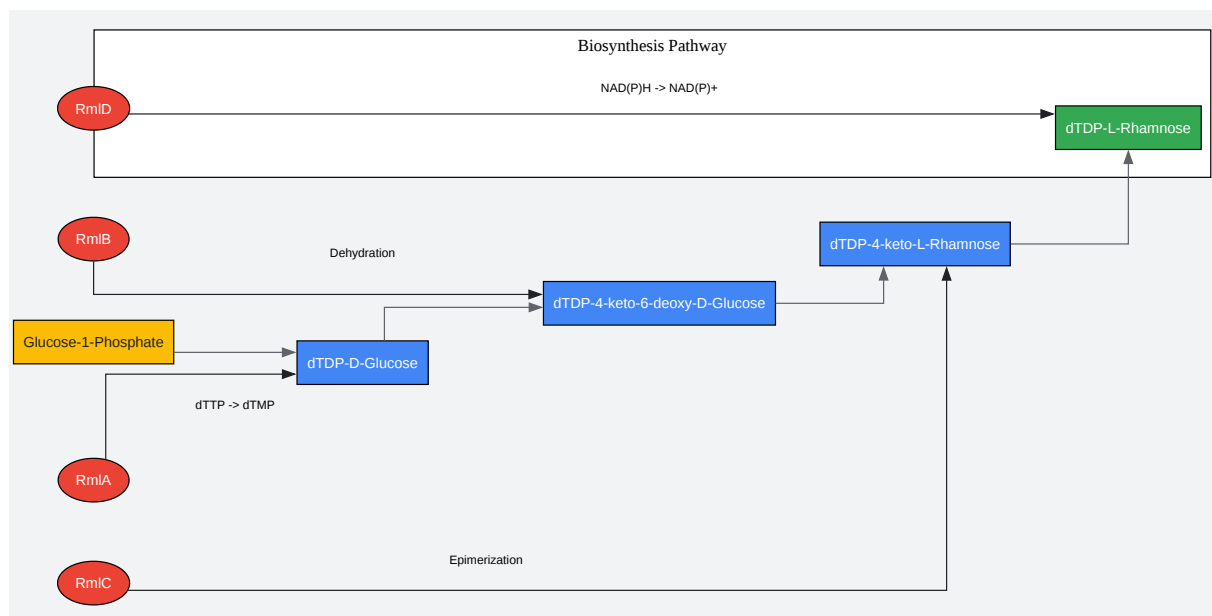 Biosynthesis Pathway
NAD(P)H -> NAD(P)+
RmlD
dTDP-L-Rhamnose
RmlB
Dehydration
dTDP-4-keto-L-Rhamnose
dTDP-4-keto-6-deoxy-D-Glucose
Glucose-1-Phosphate
dTDP-D-Glucose
dTTP -> dTMP
RmlA
Epimerization
RmlC